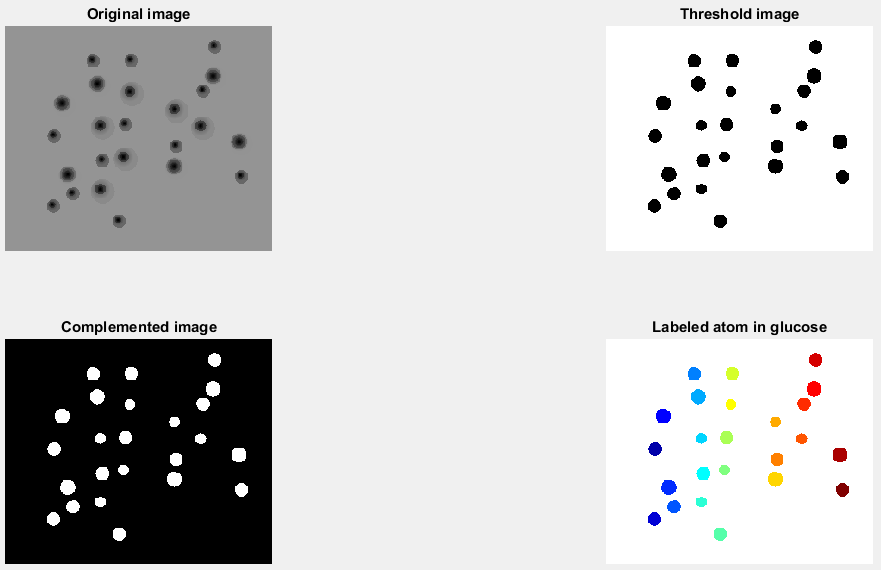 Original image
Threshold image
Complemented image
Labeled atom in glucose